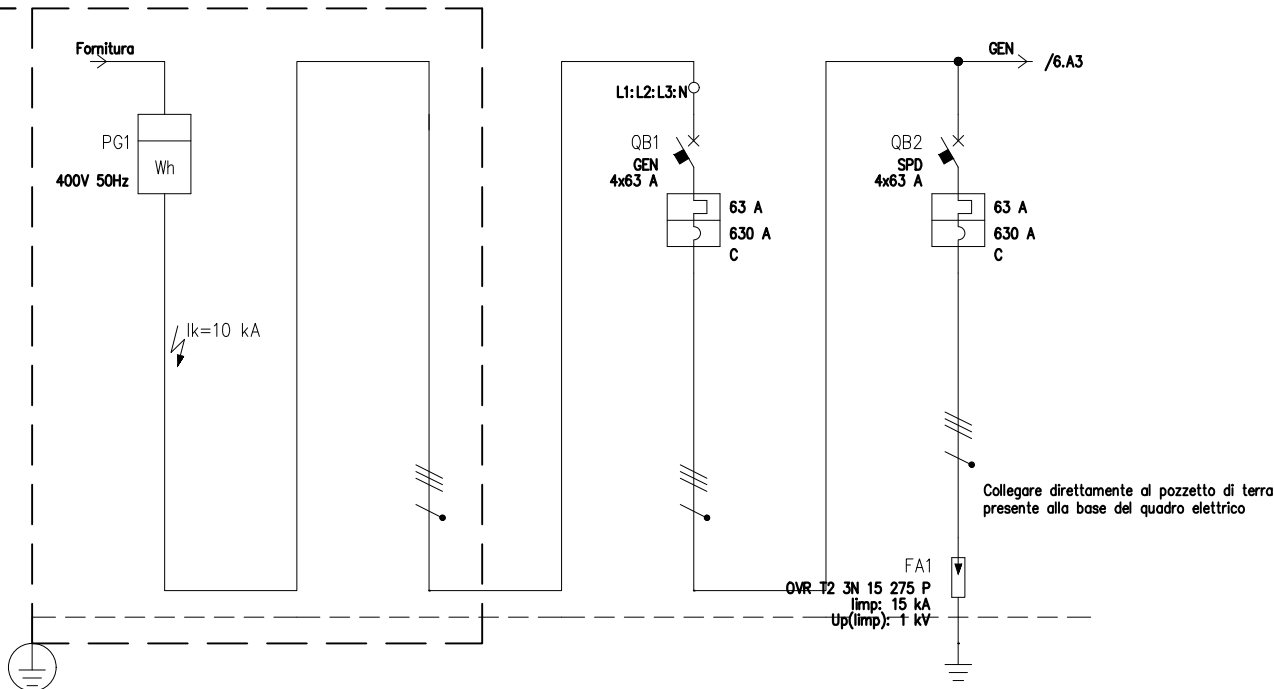 Fornitura
PG1
Wh
400V 50Hz
Ik=10 kA
L1:L2:L3:N
QB1
GEN
4x63 A
63 A
630 A
C
GEN
/6.A3
QB2
SPD
4x63 A
63 A
630 A
C
Collegare direttamente al pozzetto di terra
presente alla base del quadro elettrico
FA1
OVR T2 3N 15 275 P
Iimp: 15 kA
Up(Iimp): 1 kV